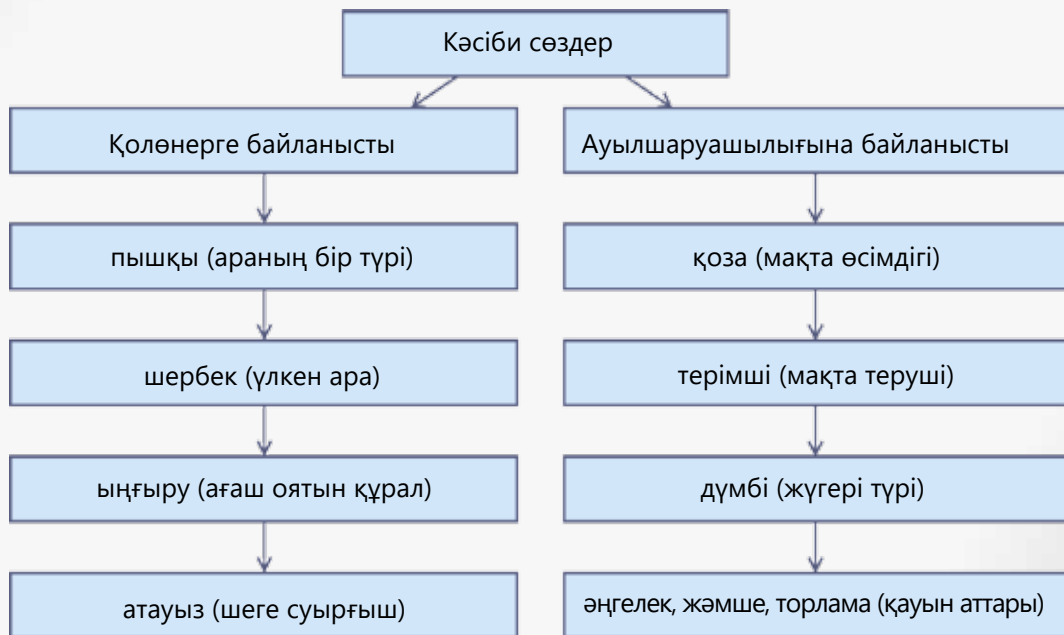 Кәсіби сөздер
Қолөнерге байланысты
Ауылшаруашылығына байланысты
пышқы (араның бір түрі)
қоза (мақта өсімдігі)
шербек (үлкен ара)
терімші (мақта теруші)
ыңғыру (ағаш оятын құрал)
дүмбі (жүгері түрі)
атауыз (шеге суырғыш)
әңгелек, жәмше, торлама (қауын аттары)